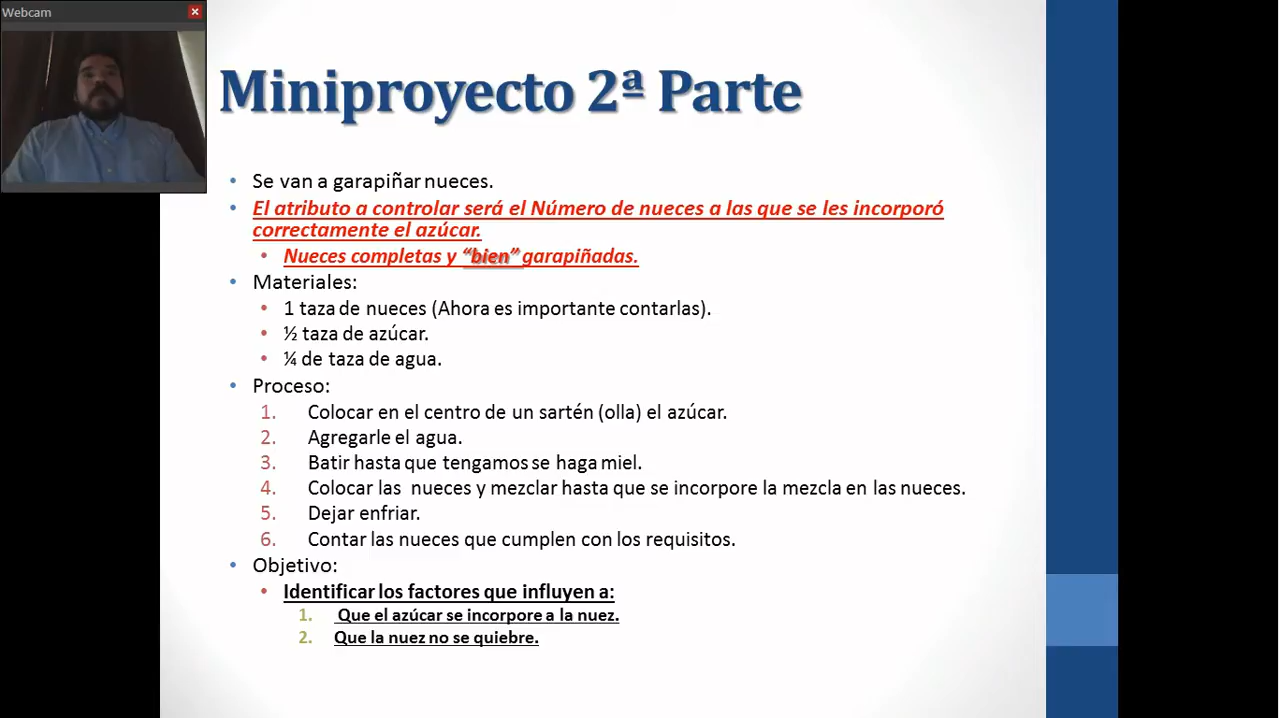 Webcam
Miniproyecto 2ª Parte
• Se van a garapiñar nueces.
• El atributo a controlar será el Número de nueces a las que se les incorporó
correctamente el azúcar.
• Nueces completas y “bien” garapiñadas.
• Materiales:
• 1 taza de nueces (Ahora es importante contarlas).
• ½ taza de azúcar.
• ¼ de taza de agua.
• Proceso:
1. Colocar en el centro de un sartén (olla) el azúcar.
2. Agregarle el agua.
3. Batir hasta que tengamos se haga miel.
4. Colocar las nueces y mezclar hasta que se incorpore la mezcla en las nueces.
5. Dejar enfriar.
6. Contar las nueces que cumplen con los requisitos.
• Objetivo:
• Identificar los factores que influyen a:
1. Que el azúcar se incorpore a la nuez.
2. Que la nuez no se quiebre.